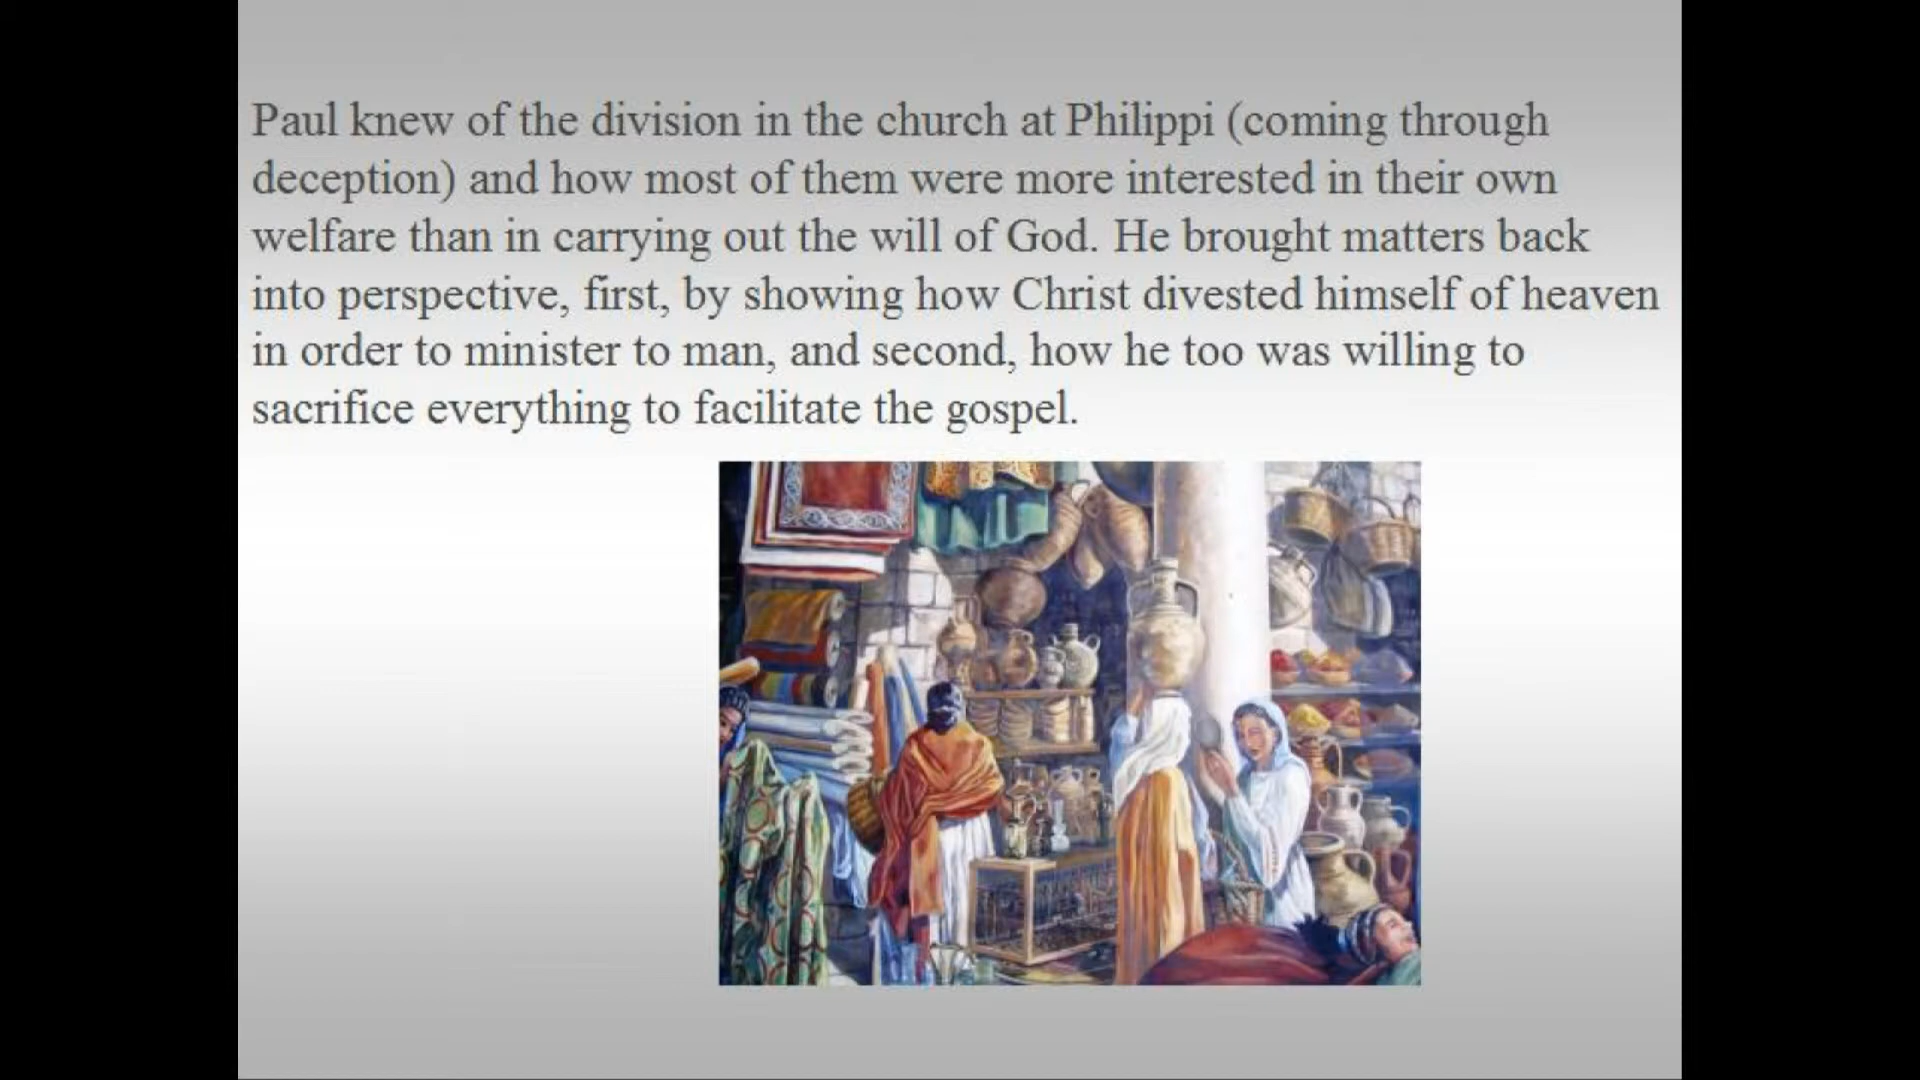 Paul knew of the division in the church at Philippi (coming through
deception) and how most of them were more interested in their own
welfare than in carrying out the will of God. He brought matters back
into perspective, first, by showing how Christ divested himself of heaven
in order to minister to man, and second, how he too was willing to
sacrifice everything to facilitate the gospel.